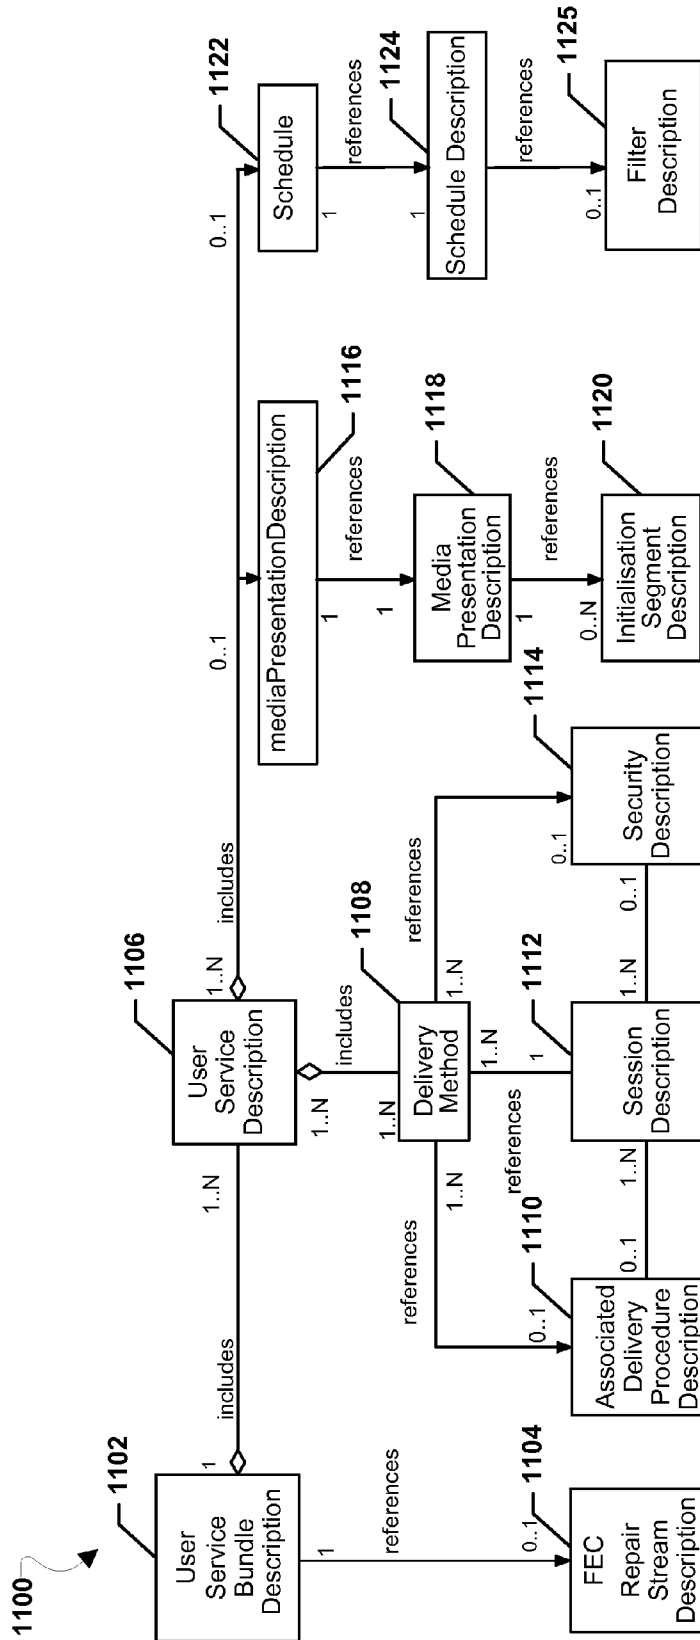 1100
1102
User
Service
Bundle
Description
1
includes
1..N
1106
User
Service
Description
1..N
includes
0..1
0..1
1
references
0..1
1104
FEC
Repair
Stream
Description
1..N
includes
1..N
1108
Delivery
Method
1..N
references
0..1
1110
Associated
Delivery
Procedure
Description
0..1
1..N
references
1..N
1
1112
Session
Description
1..N
0..1
1..N
references
0..1
1114
Security
Description
mediaPresentationDescription
1116
1
references
1
1118
Media
Presentation
Description
1
references
0..N
1120
Initialisation
Segment
Description
1122
Schedule
1
references
1
1124
Schedule Description
references
0..1
1125
Filter
Description